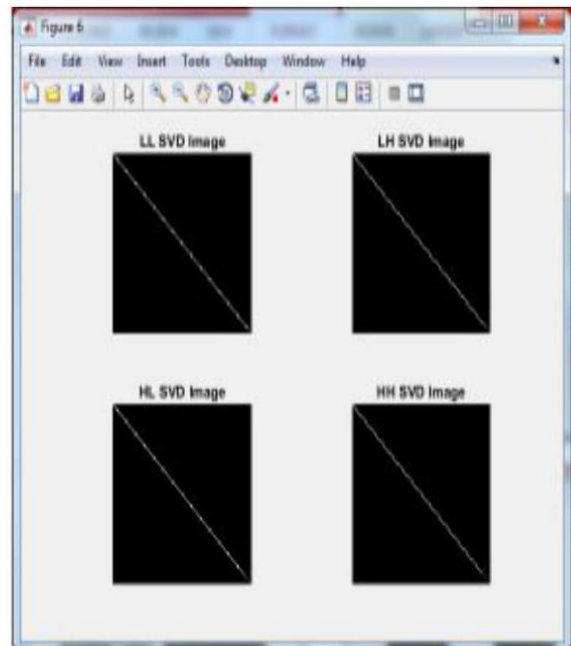 Figure 6
File Edit View Insert Tools Desktop Window Help
LL SVD Image LH SVD Image
HL SVD Image HH SVD Image